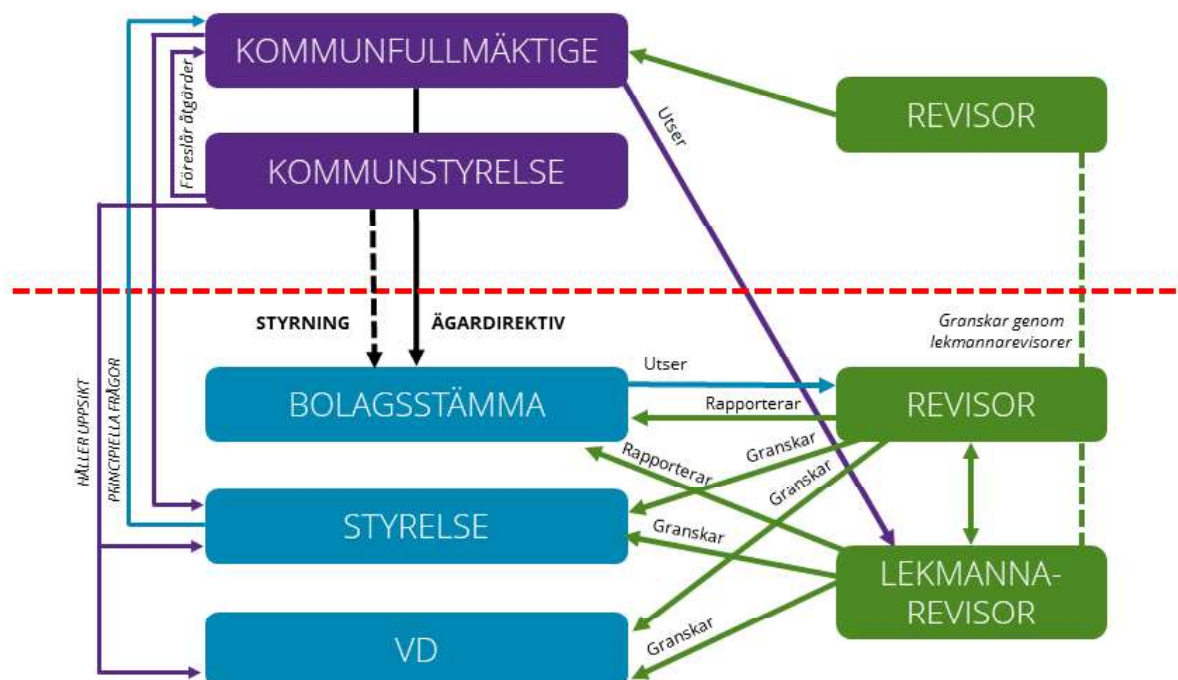 KOMMUNFULLMÄKTIGE
Föreslår åtgärder
Utser
REVISOR
KOMMUNSTYRELSE
STYRNING
ÄGARDIREKTIV
Granskar genom
lekmannarevisorer
HÅLLER UPPSIKT
PRINCIPIELLA FRÅGOR
BOLAGSSTÄMMA
Utser
Rapporterar
REVISOR
Rapporterar
Granskar
Granskar
STYRELSE
Granskar
LEKMANNA-
REVISOR
VD
Granskar